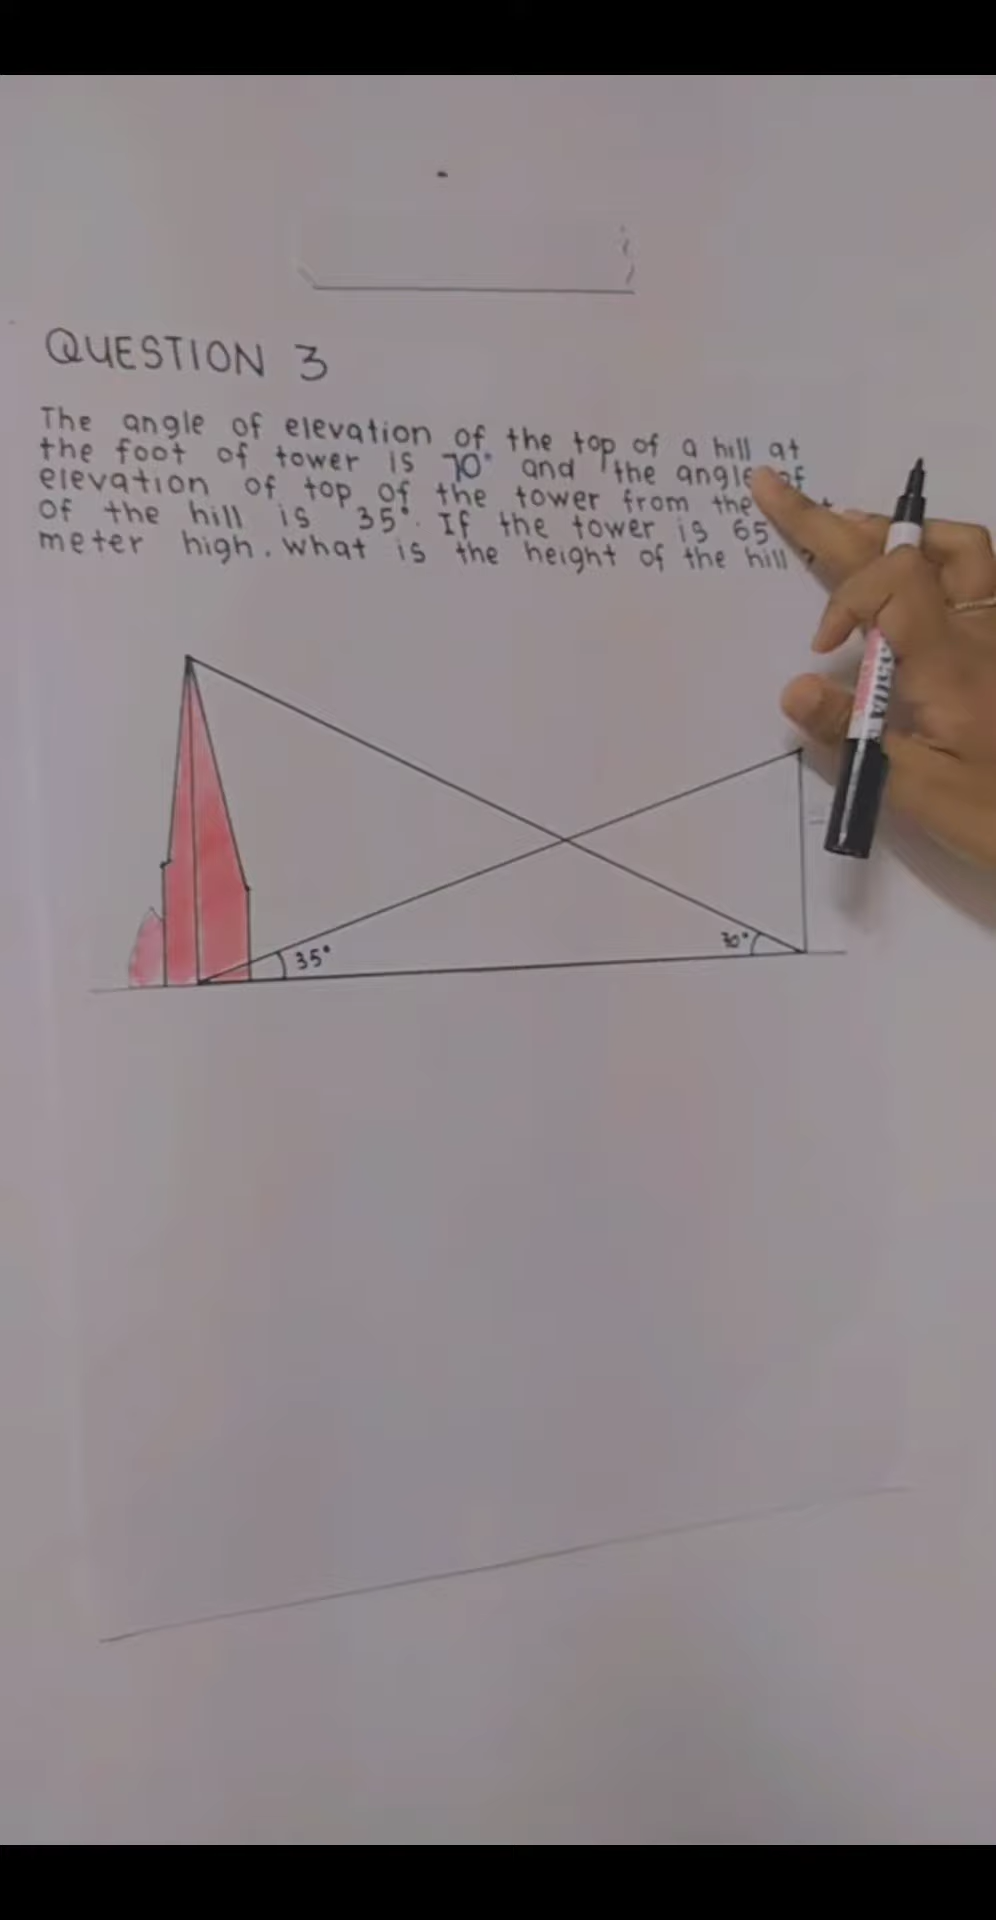 QUESTION 3
The angle of elevation of the top of a hill at
the foot of tower is 70° and the angle of
elevation of top of the tower from the
of the hill is 35°. If the tower is 65
meter high. What is the height of the hill ?
35°